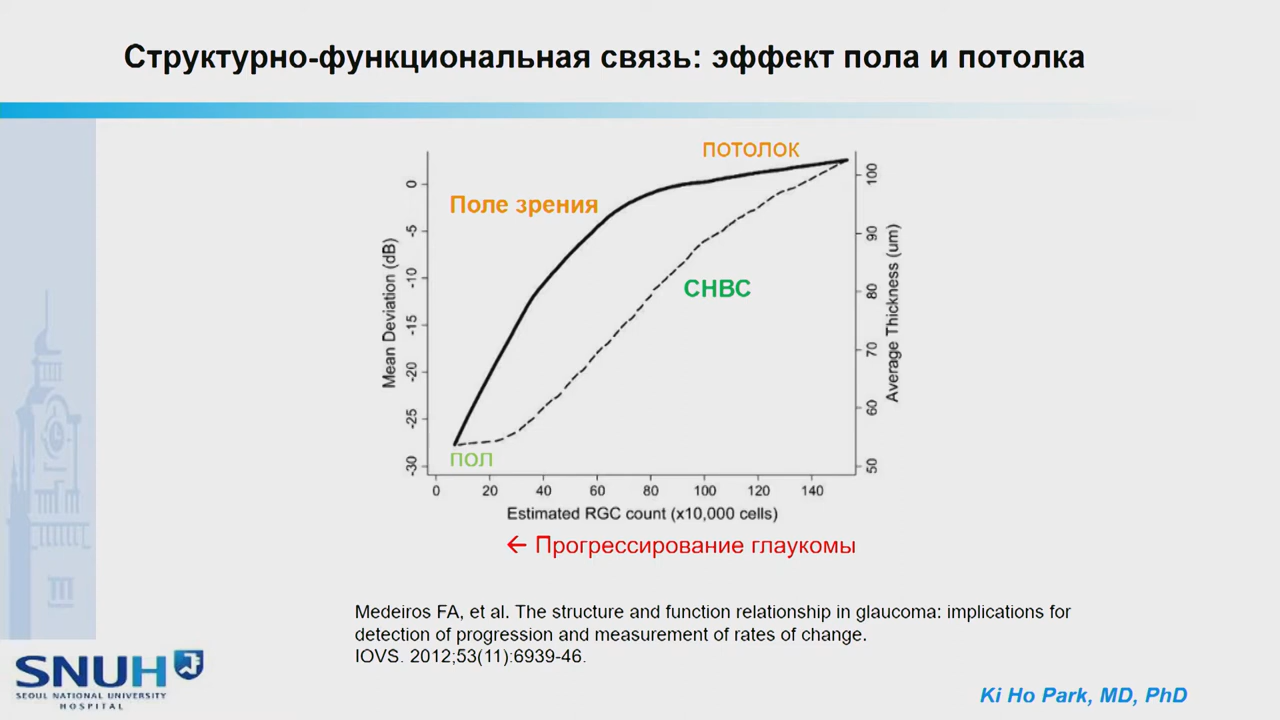 Структурно-функциональная связь: эффект пола и потолка
ПОТОЛОК
Поле зрения
СНВС
ПОЛ
Mean Deviation (dB)
0
-5
-10
-15
-20
-25
-30
100
90
80
70
60
50
Average Thickness (um)
0 20 40 60 80 100 120 140
Estimated RGC count (x10,000 cells)
← Прогрессирование глаукомы
Medeiros FA, et al. The structure and function relationship in glaucoma: implications for
detection of progression and measurement of rates of change.
IOVS. 2012;53(11):6939-46.
SNUH
SEOUL NATIONAL UNIVERSITY
HOSPITAL
Ki Ho Park, MD, PhD